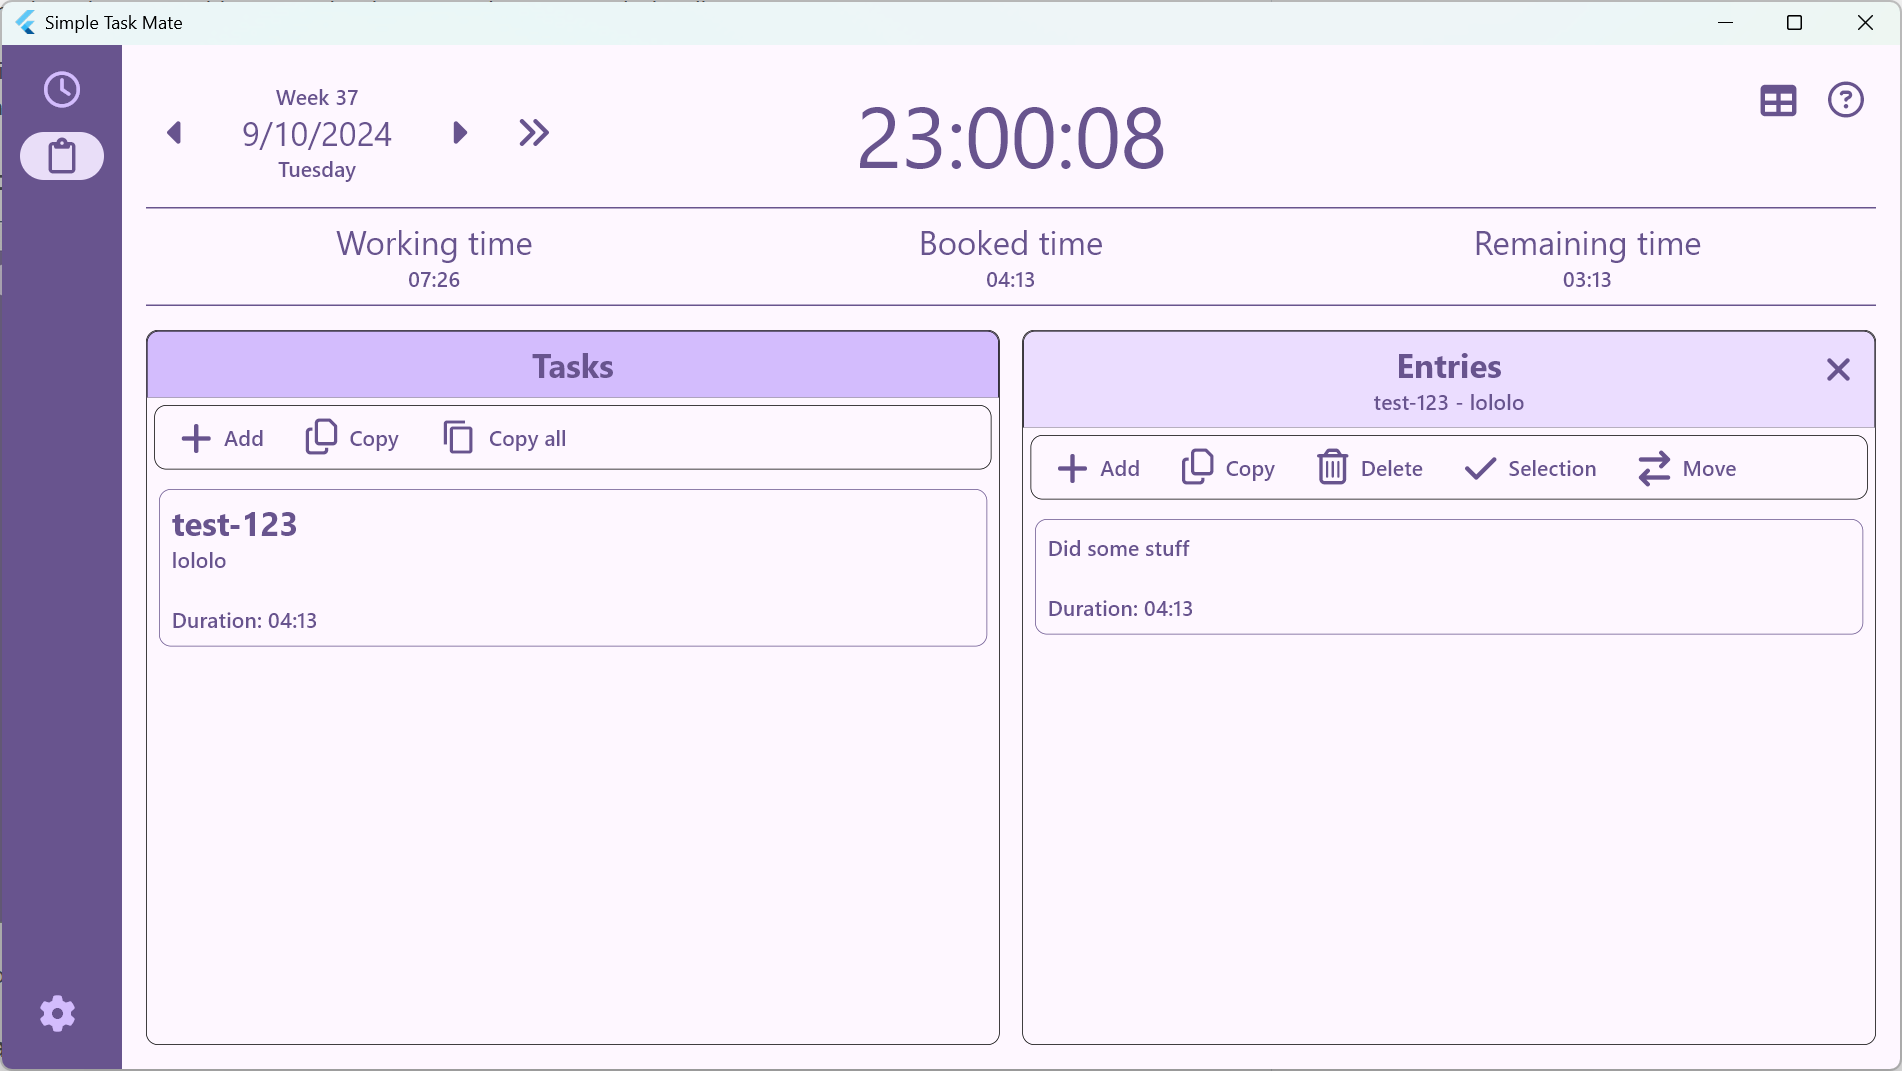 Simple Task Mate
Week 37
9/10/2024
Tuesday
23:00:08
Working time
07:26
Booked time
04:13
Remaining time
03:13
Tasks
Add Copy Copy all
test-123
lololo
Duration: 04:13
Entries
test-123 - lololo
Add Copy Delete Selection Move
Did some stuff
Duration: 04:13